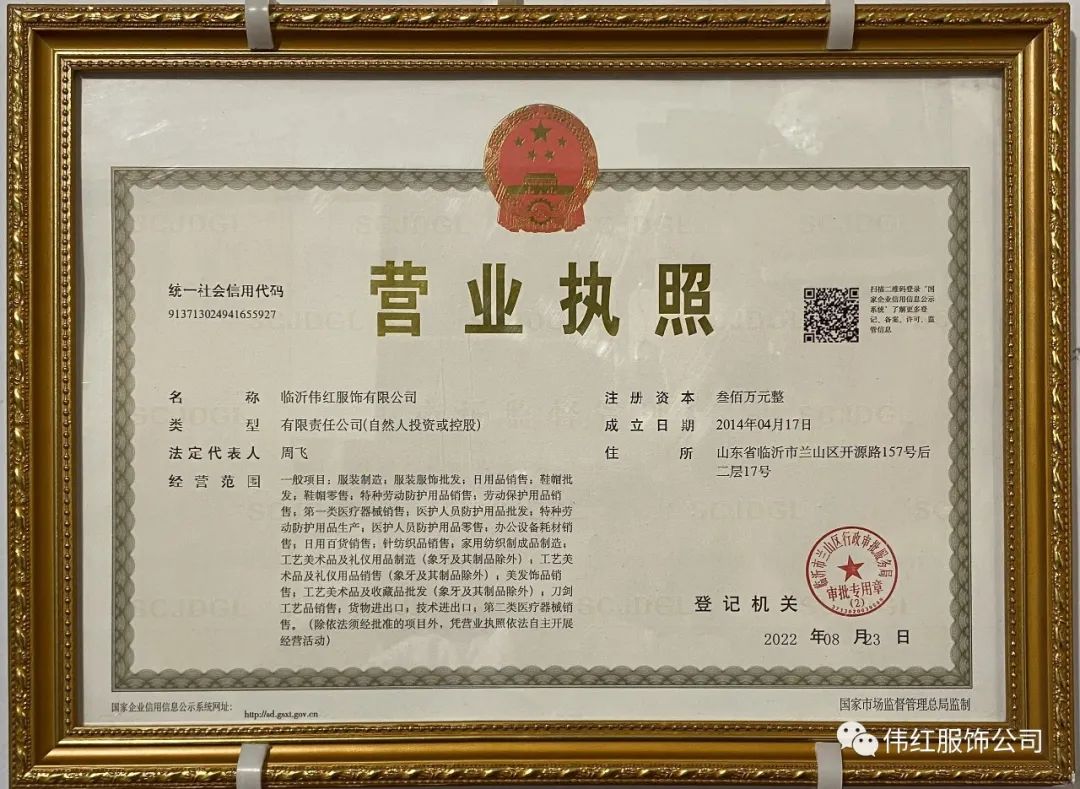 统一社会信用代码
913713024941655927
营业执照
扫描二维码登录“国
家企业信用信息公示
系统”了解更多登
记、备案、许可、监
管信息
名称 临沂伟红服饰有限公司
类型 有限责任公司(自然人投资或控股)
法定代表人 周飞
经营范围 一般项目：服装制造；服装服饰批发；日用品销售；鞋帽批
发；鞋帽零售；特种劳动防护用品销售；劳动保护用品销
售；第一类医疗器械销售；医护人员防护用品批发；特种劳
动防护用品生产；医护人员防护用品零售；办公设备耗材销
售；日用百货销售；针纺织品销售；家用纺织制成品制造；
工艺美术品及礼仪用品制造（象牙及其制品除外）；工艺美
术品及礼仪用品销售（象牙及其制品除外）；美发饰品销
售；工艺美术品及收藏品批发（象牙及其制品除外）；刀剑
工艺品销售；货物进出口；技术进出口；第二类医疗器械销
售。（除依法须经批准的项目外，凭营业执照依法自主开展
经营活动）
注册资本 叁佰万元整
成立日期 2014年04月17日
住所 山东省临沂市兰山区开源路157号后
二层17号
登记机关
临沂市兰山区行政审批服务局
审批专用章
(2)
2022 年08 月23 日
国家企业信用信息公示系统网址： http://sd.gsxt.gov.cn
国家市场监督管理总局监制
伟红服饰公司